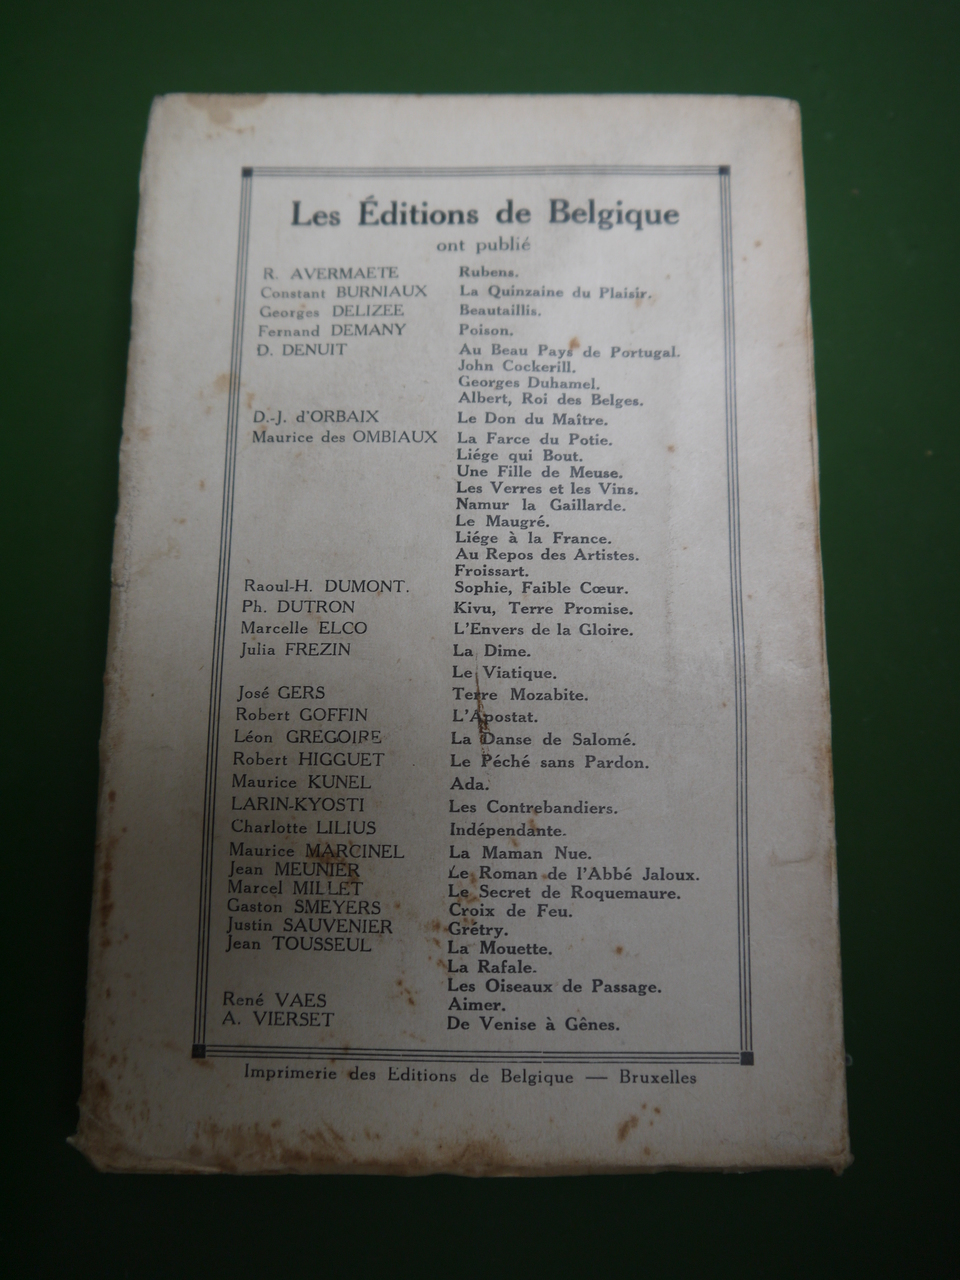 Les Éditions de Belgique
ont publié
R. AVERMAETE Rubens.
Constant BURNIAUX La Quinzaine du Plaisir.
Georges DELIZEE Beautaillis.
Fernand DEMANY Poison.
D. DENUIT Au Beau Pays de Portugal.
John Cockerill.
Georges Duhamel.
Albert, Roi des Belges.
D.-J. d'ORBAIX Le Don du Maître.
Maurice des OMBIAUX La Farce du Potie.
Liége qui Bout.
Une Fille de Meuse.
Les Verres et les Vins.
Namur la Gaillarde.
Le Maugré.
Liége à la France.
Au Repos des Artistes.
Froissart.
Raoul-H. DUMONT. Sophie, Faible Cœur.
Ph. DUTRON Kivu, Terre Promise.
Marcelle ELCO L'Envers de la Gloire.
Julia FREZIN La Dime.
Le Viatique.
José GERS Terre Mozabite.
Robert GOFFIN L'Apostat.
Léon GREGOIRE La Danse de Salomé.
Robert HIGGUET Le Péché sans Pardon.
Maurice KUNEL Ada.
LARIN-KYOSTI Les Contrebandiers.
Charlotte LILIUS Indépendante.
Maurice MARCINEL La Maman Nue.
Jean MEUNIER Le Roman de l'Abbé Jaloux.
Marcel MILLET Le Secret de Roquemaure.
Gaston SMEYERS Croix de Feu.
Justin SAUVENIER Grétry.
Jean TOUSSEUL La Mouette.
La Rafale.
Les Oiseaux de Passage.
René VAES Aimer.
A. VIERSET De Venise à Gênes.
Imprimerie des Editions de Belgique — Bruxelles